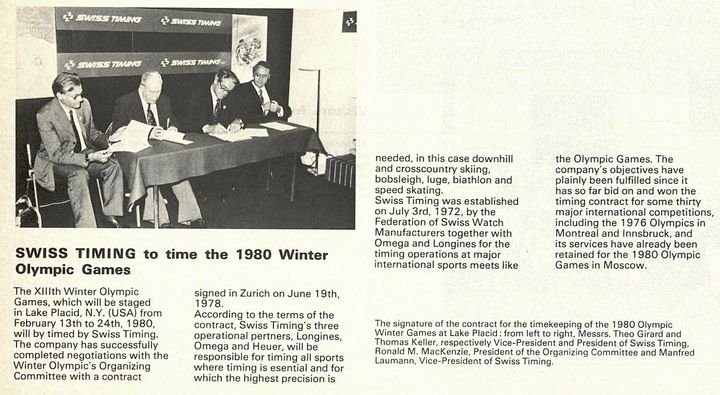 SWISS TIMING
SWISS TIMING
SWISS TIMING
SWISS TIMING
SWISS TIMING to time the 1980 Winter
Olympic Games
The XIIIth Winter Olympic
Games, which will be staged
in Lake Placid, N.Y. (USA) from
February 13th to 24th, 1980,
will by timed by Swiss Timing.
The company has successfully
completed negotiations with the
Winter Olympic's Organizing
Committee with a contract
signed in Zurich on June 19th,
1978.
According to the terms of the
contract, Swiss Timing's three
operational pertners, Longines,
Omega and Heuer, will be
responsible for timing all sports
where timing is esential and for
which the highest precision is
needed, in this case downhill
and crosscountry skiing,
bobsleigh, luge, biathlon and
speed skating.
Swiss Timing was established
on July 3rd, 1972, by the
Federation of Swiss Watch
Manufacturers together with
Omega and Longines for the
timing operations at major
international sports meets like
the Olympic Games. The
company's objectives have
plainly been fulfilled since it
has so far bid on and won the
timing contract for some thirty
major international competitions,
including the 1976 Olympics in
Montreal and Innsbruck, and
its services have already been
retained for the 1980 Olympic
Games in Moscow.
The signature of the contract for the timekeeping of the 1980 Olympic
Winter Games at Lake Placid: from left to right, Messrs. Theo Girard and
Thomas Keller, respectively Vice-President and President of Swiss Timing,
Ronald M. MacKenzie, President of the Organizing Committee and Manfred
Laumann, Vice-President of Swiss Timing.